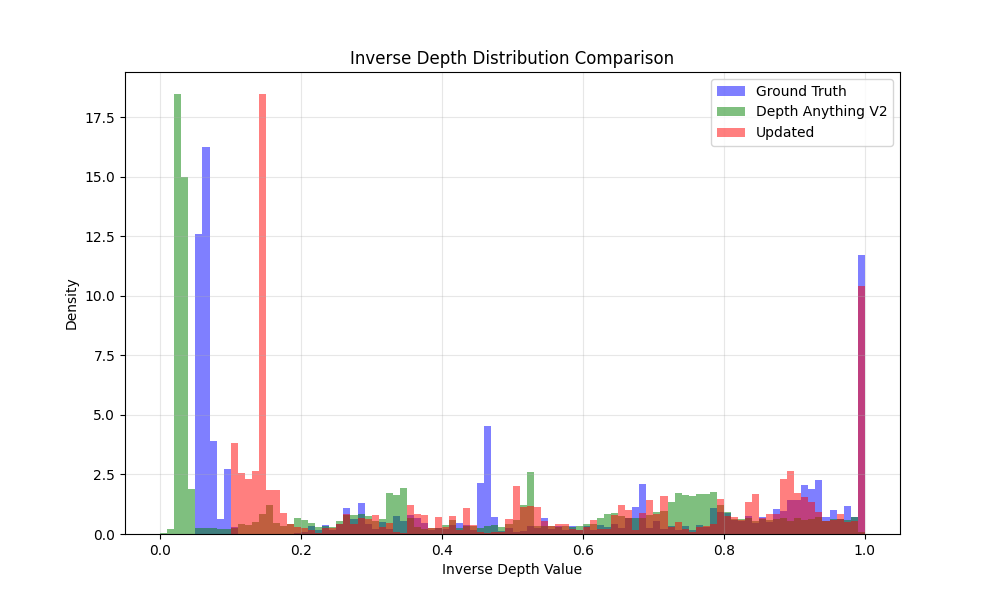 Inverse Depth Distribution Comparison
Ground Truth
Depth Anything V2
Updated
Density
17.5
15.0
12.5
10.0
7.5
5.0
2.5
0.0
0.0 0.2 0.4 0.6 0.8 1.0
Inverse Depth Value